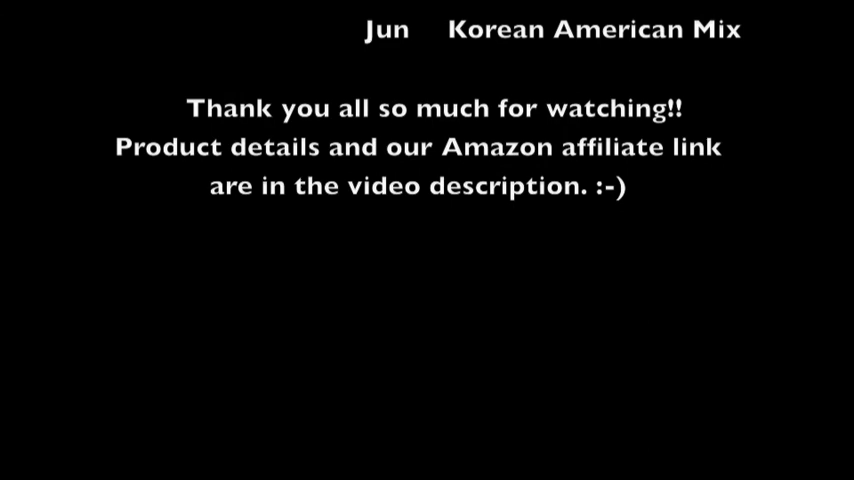 Jun Korean American Mix
Thank you all so much for watching!!
Product details and our Amazon affiliate link
are in the video description. :-)